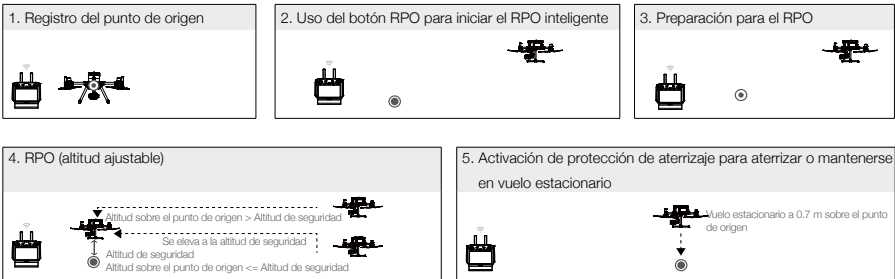 1. Registro del punto de origen
2. Uso del botón RPO para iniciar el RPO inteligente
3. Preparación para el RPO
4. RPO (altitud ajustable)
Altitud sobre el punto de origen > Altitud de seguridad
Se eleva a la altitud de seguridad
Altitud de seguridad
Altitud sobre el punto de origen <= Altitud de seguridad
5. Activación de protección de aterrizaje para aterrizar o mantenerse
en vuelo estacionario
Vuelo estacionario a 0.7 m sobre el punto
de origen